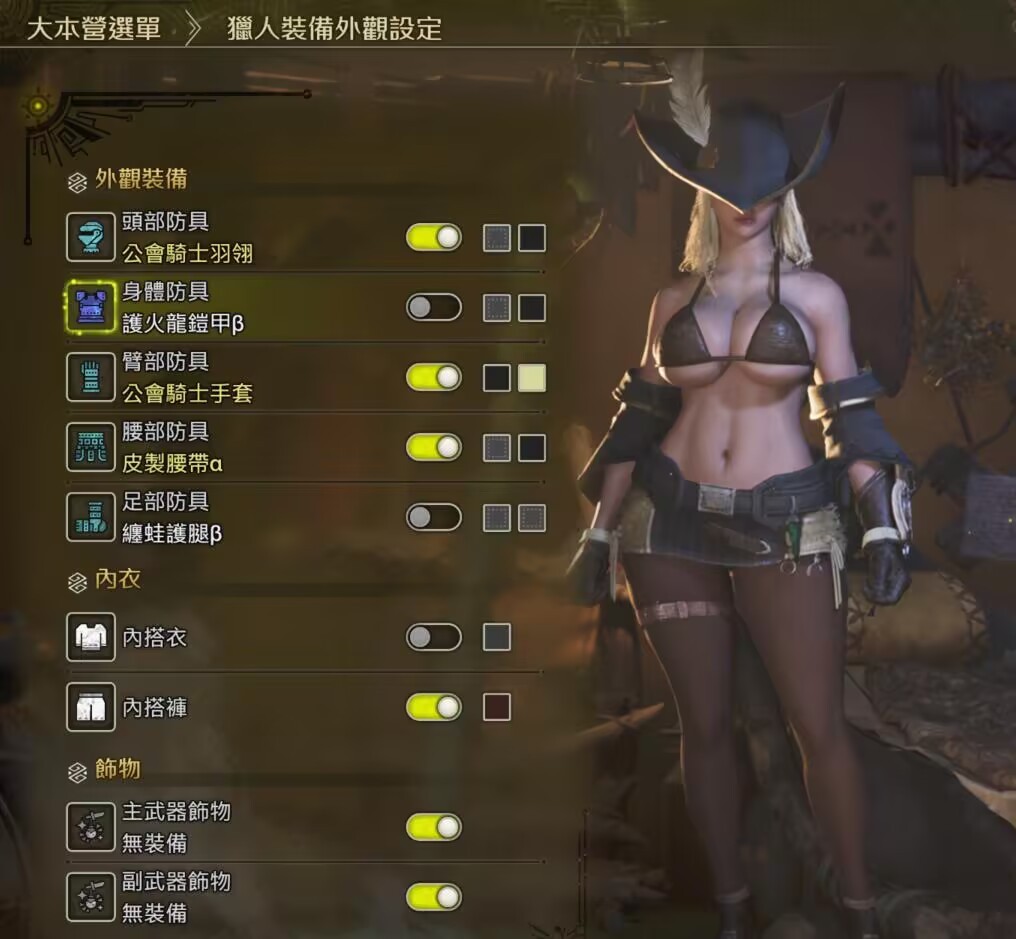 大本營選單
獵人裝備外觀設定
外觀裝備
頭部防具
公會騎士羽翎
身體防具
護火龍鎧甲β
臂部防具
公會騎士手套
腰部防具
皮製腰帶α
足部防具
纏蛙護腿β
內衣
內搭衣
內搭褲
飾物
主武器飾物
無裝備
副武器飾物
無裝備